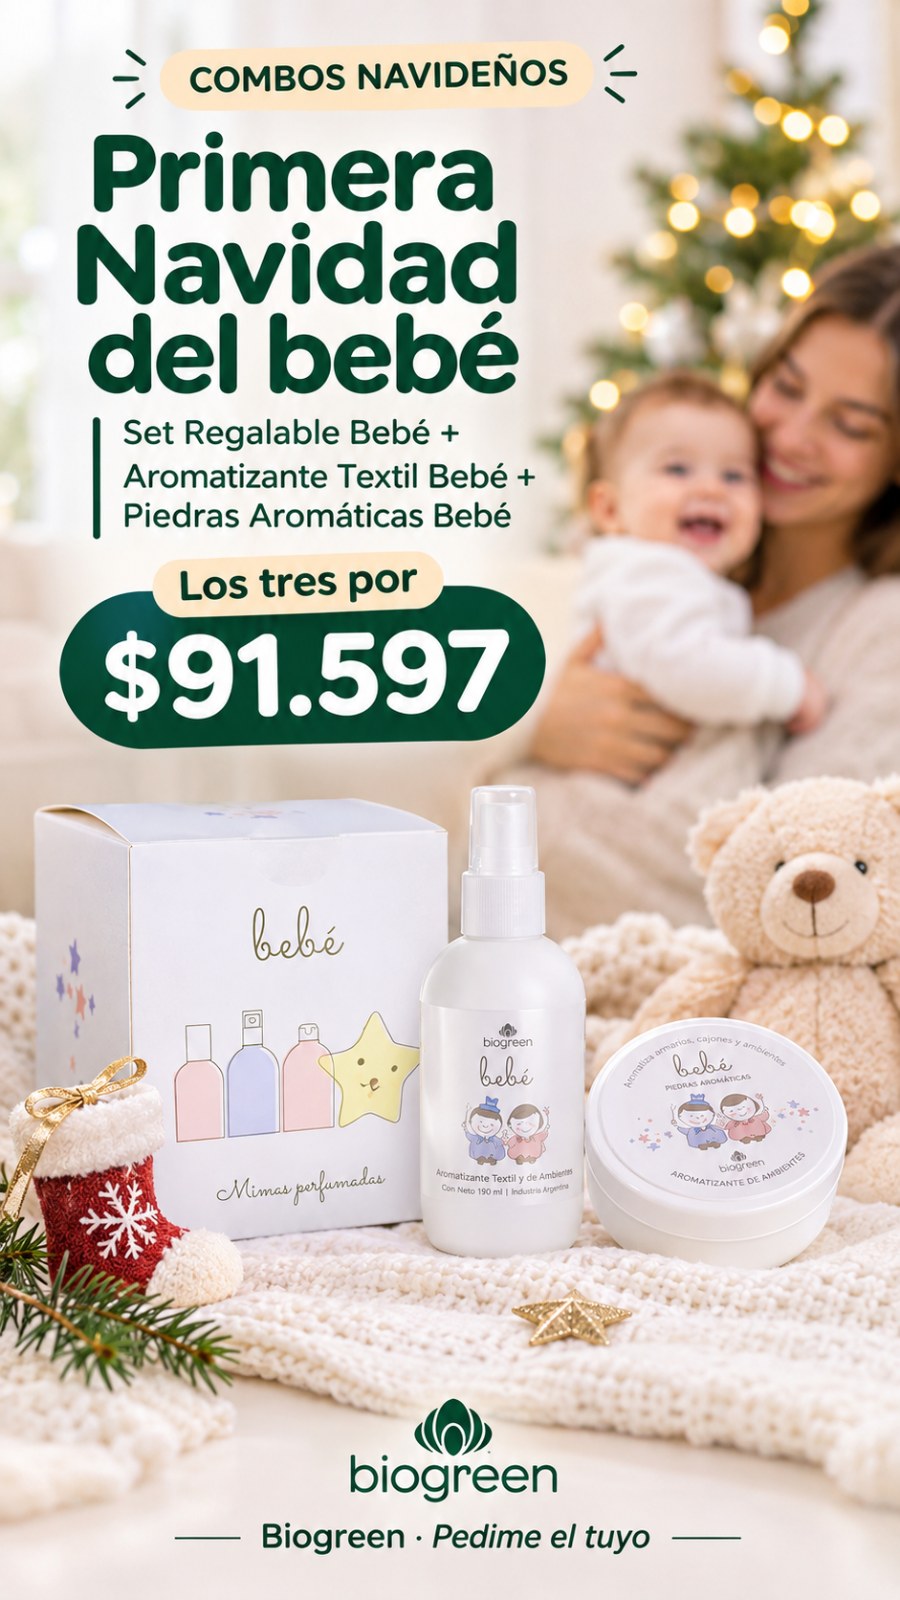 COMBOS NAVIDEÑOS
Primera
Navidad
del bebé
Set Regalable Bebé +
Aromatizante Textil Bebé +
Piedras Aromáticas Bebé
Los tres por
$91.597
bebé
Mimas perfumadas
biogreen
bebé
Aromatizante Textil y de Ambientes
Con Neto 190 ml | Industria Argentina
Aromatiza armarios, cajones y ambientes
bebé
PIEDRAS AROMÁTICAS
biogreen
AROMATIZANTE DE AMBIENTES
biogreen
Biogreen · Pedime el tuyo